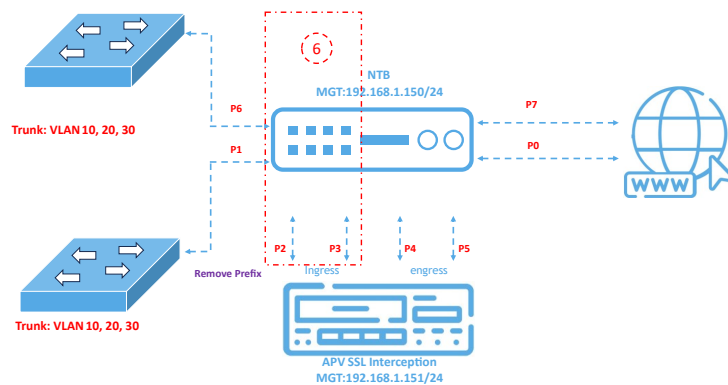 6
NTB
MGT:192.168.1.150/24
P6
P7
Trunk: VLAN 10, 20, 30
P1
P0
WWW
P2
P3
P4
P5
Remove Prefix
Ingress
engress
Trunk: VLAN 10, 20, 30
APV SSL Interception
MGT:192.168.1.151/24